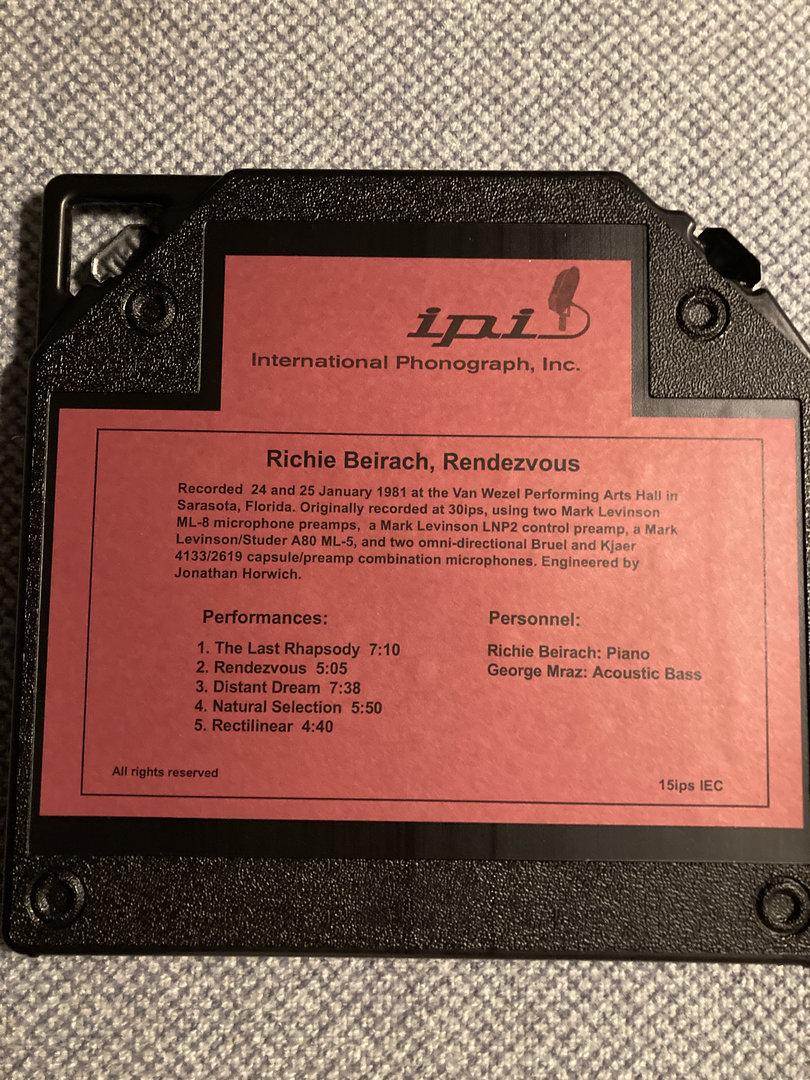 ipi
International Phonograph, Inc.
Richie Beirach, Rendezvous
Recorded 24 and 25 January 1981 at the Van Wezel Performing Arts Hall in
Sarasota, Florida. Originally recorded at 30ips, using two Mark Levinson
ML-8 microphone preamps, a Mark Levinson LNP2 control preamp, a Mark
Levinson/Studer A80 ML-5, and two omni-directional Bruel and Kjaer
4133/2619 capsule/preamp combination microphones. Engineered by
Jonathan Horwich.
Performances:
1. The Last Rhapsody 7:10
2. Rendezvous 5:05
3. Distant Dream 7:38
4. Natural Selection 5:50
5. Rectilinear 4:40
Personnel:
Richie Beirach: Piano
George Mraz: Acoustic Bass
All rights reserved
15ips IEC